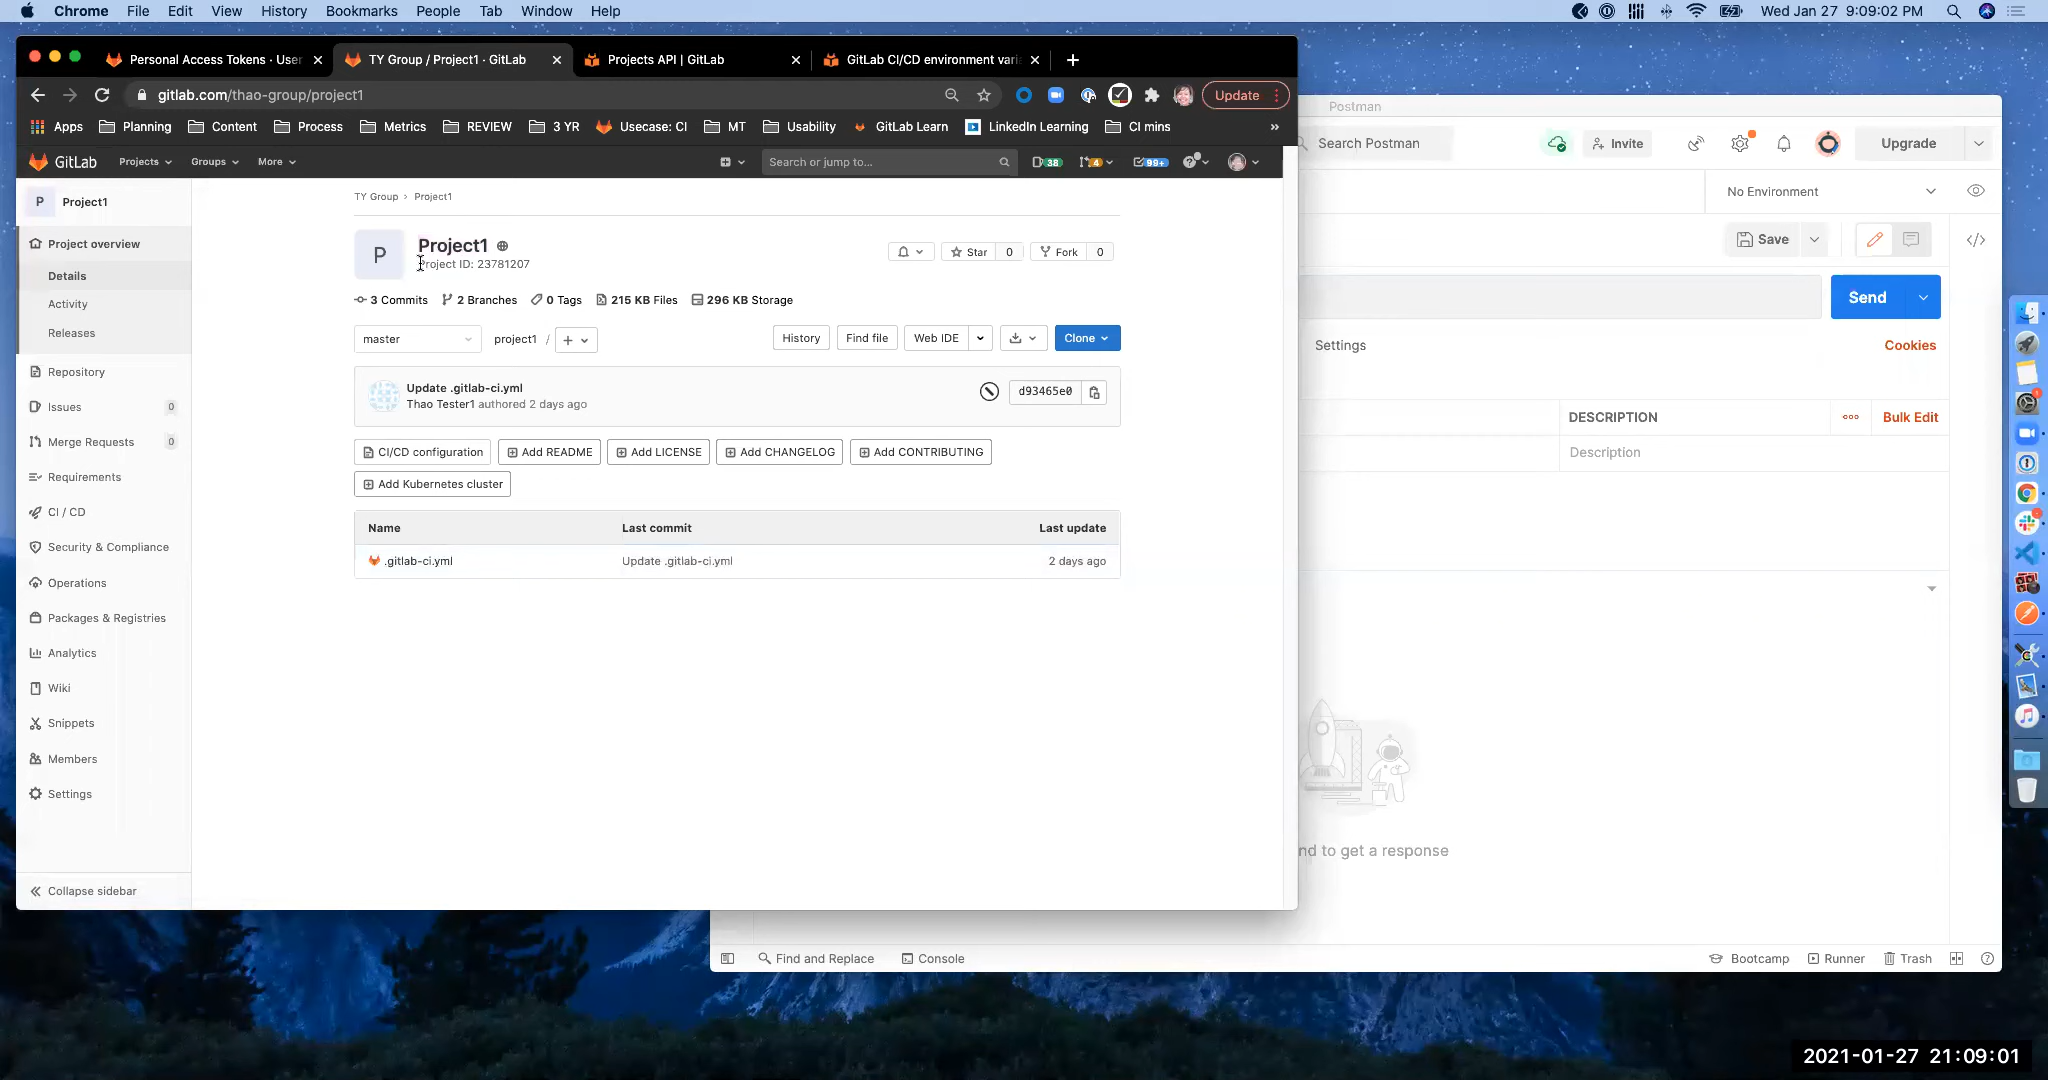 Chrome File Edit View History Bookmarks People Tab Window Help
Wed Jan 27 9:09:02 PM
Personal Access Tokens · User
TY Group / Project1 · GitLab
Projects API | GitLab
GitLab CI/CD environment varia
gitlab.com/thao-group/project1
Update
Apps Planning Content Process Metrics REVIEW 3 YR Usecase: CI MT Usability GitLab Learn LinkedIn Learning CI mins »
GitLab Projects Groups More
Search or jump to...
38 4 99+
P Project1
Project overview
Details
Activity
Releases
Repository
Issues 0
Merge Requests 0
Requirements
CI / CD
Security & Compliance
Operations
Packages & Registries
Analytics
Wiki
Snippets
Members
Settings
Collapse sidebar
TY Group > Project1
P
Project1
Project ID: 23781207
Star 0 Fork 0
3 Commits 2 Branches 0 Tags 215 KB Files 296 KB Storage
master project1 / +
History Find file Web IDE Clone
Update .gitlab-ci.yml
Thao Tester1 authored 2 days ago
d93465e0
CI/CD configuration Add README Add LICENSE Add CHANGELOG Add CONTRIBUTING
Add Kubernetes cluster
Name Last commit Last update
.gitlab-ci.yml Update .gitlab-ci.yml 2 days ago
Postman
Search Postman
Invite
Upgrade
No Environment
Save
Send
Settings
Cookies
DESCRIPTION
Bulk Edit
Description
nd to get a response
Find and Replace Console
Bootcamp Runner Trash
2021-01-27 21:09:01